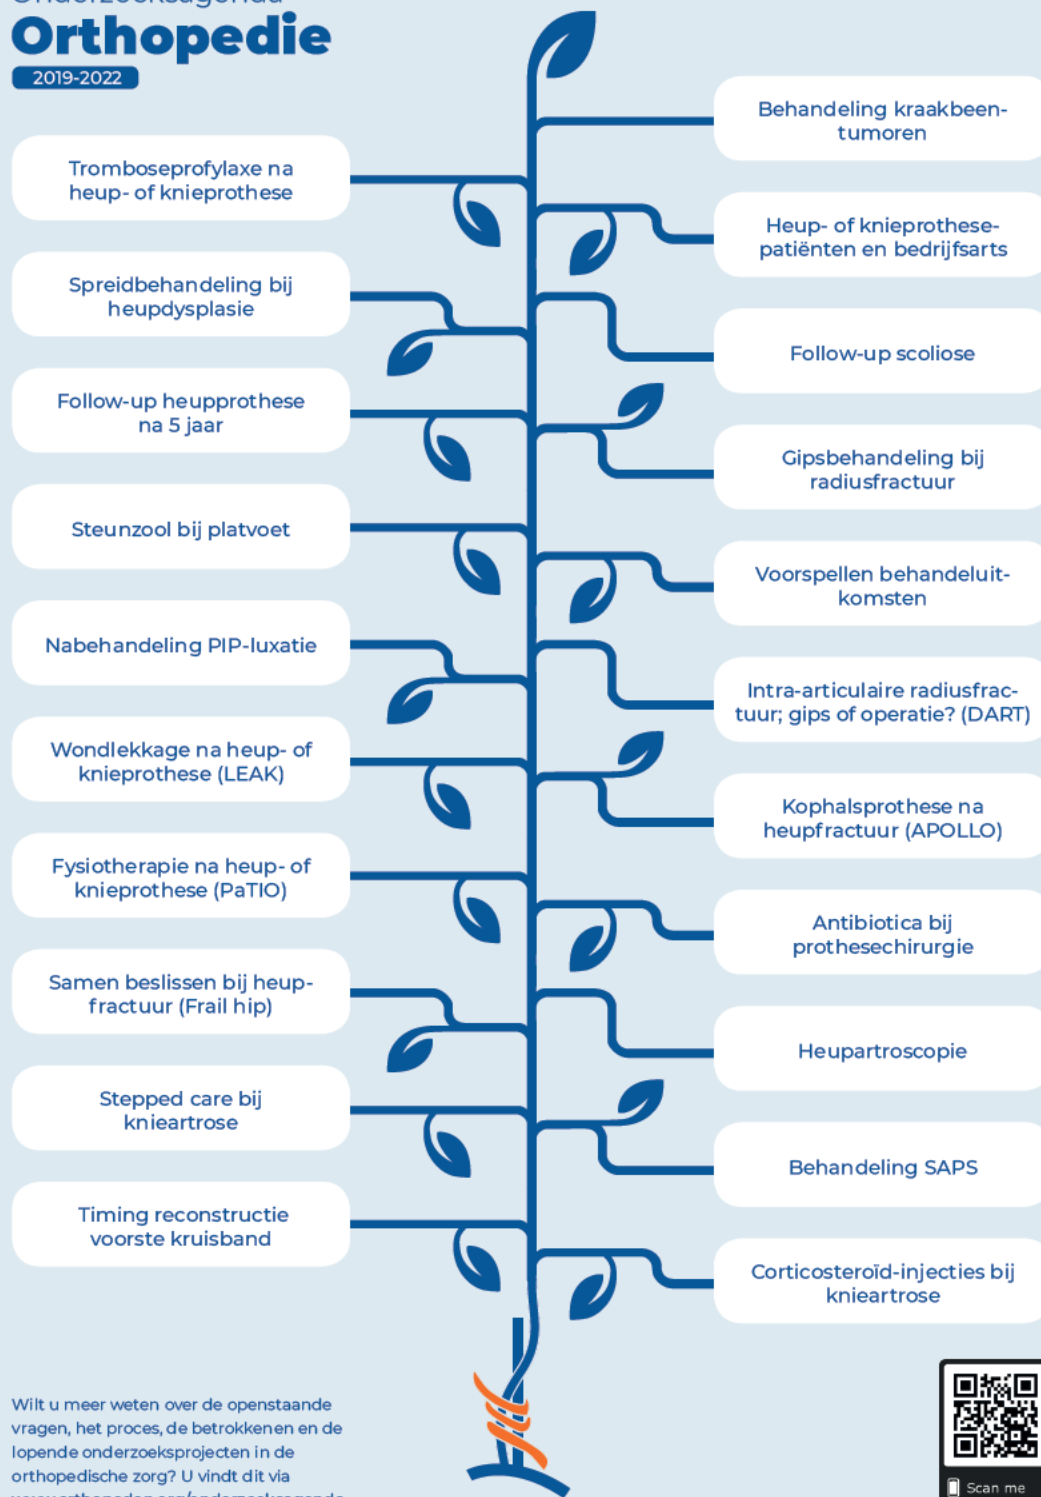 Onderzoeksagenda
Orthopedie
2019-2022
Tromboseprofylaxe na
heup- of knieprothese
Spreidbehandeling bij
heupdysplasie
Follow-up heupprothese
na 5 jaar
Steunzool bij platvoet
Nabehandeling PIP-luxatie
Wondlekkage na heup- of
knieprothese (LEAK)
Fysiotherapie na heup- of
knieprothese (PaTIO)
Samen beslissen bij heup-
fractuur (Frail hip)
Stepped care bij
knieartrose
Timing reconstructie
voorste kruisband
Behandeling kraakbeen-
tumoren
Heup- of knieprothese-
patiënten en bedrijfsarts
Follow-up scoliose
Gipsbehandeling bij
radiusfractuur
Voorspellen behandeluit-
komsten
Intra-articulaire radiusfrac-
tuur; gips of operatie? (DART)
Kophalsprothese na
heupfractuur (APOLLO)
Antibiotica bij
prothesechirurgie
Heupartroscopie
Behandeling SAPS
Corticosteroïd-injecties bij
knieartrose
Wilt u meer weten over de openstaande
vragen, het proces, de betrokkenen en de
lopende onderzoeksprojecten in de
orthopedische zorg? U vindt dit via
www.orthopeden.org/onderzoeksagenda
Scan me